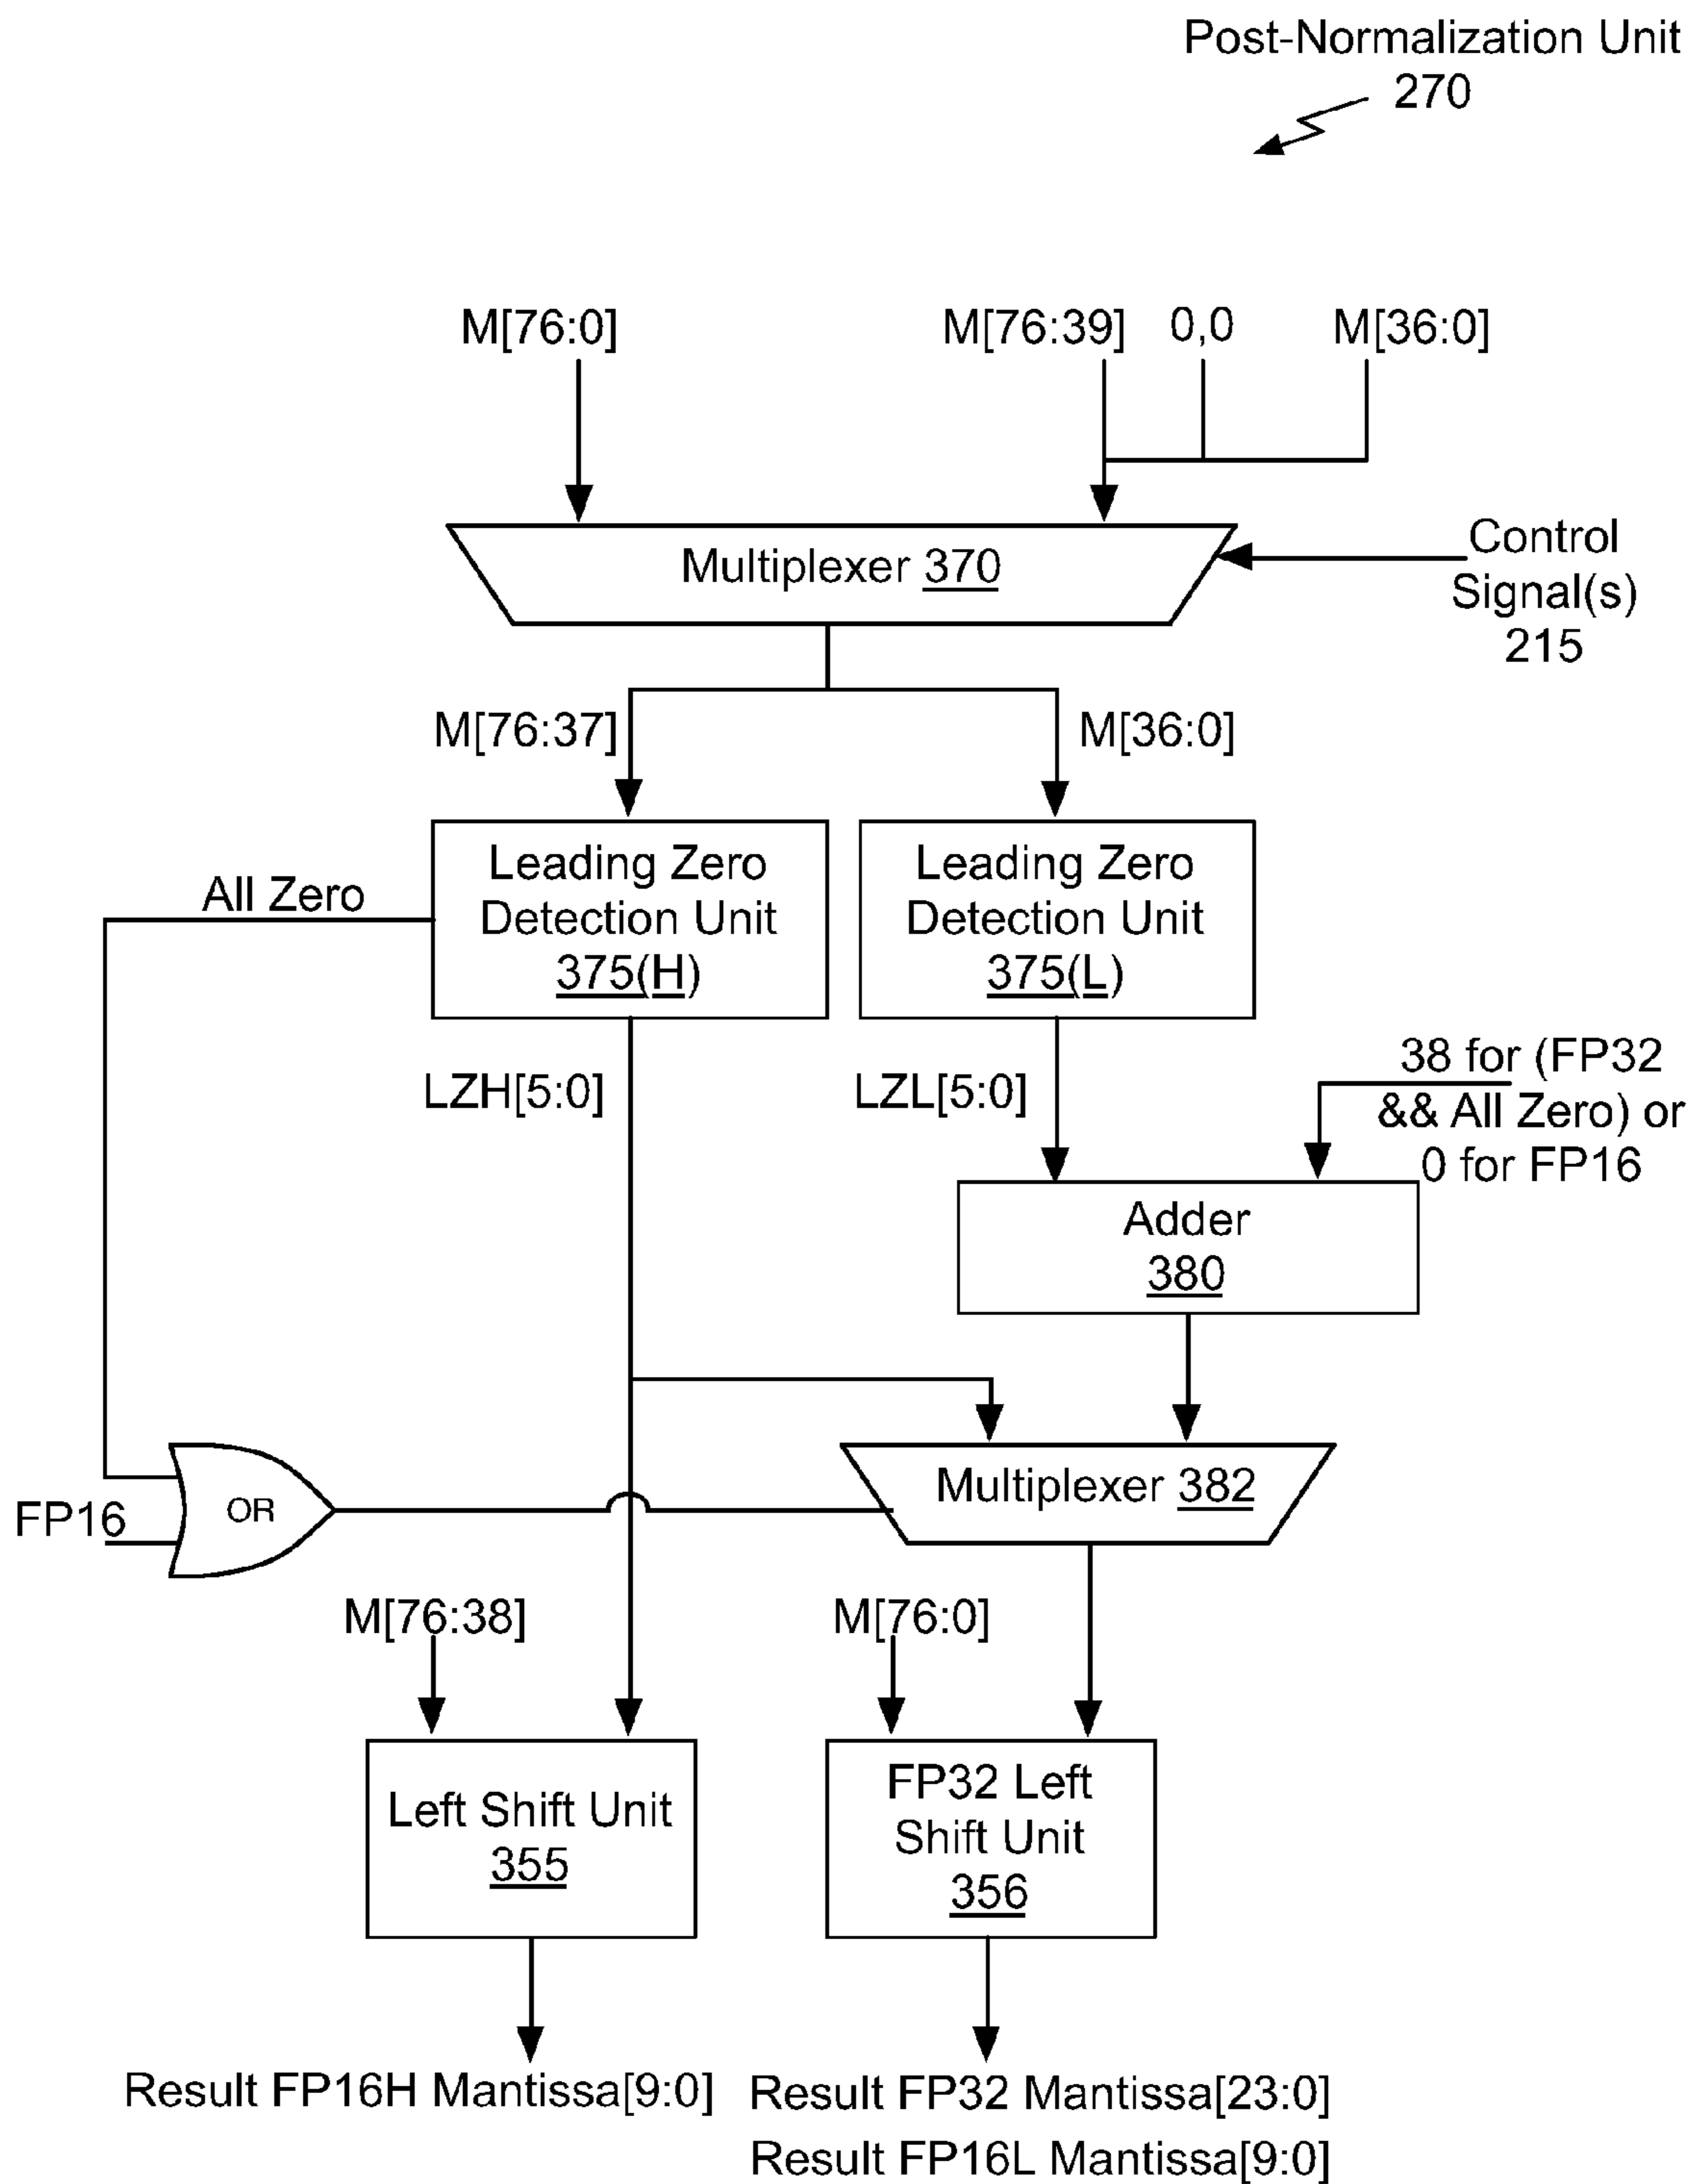 Post-Normalization Unit
270
M[76:0]
M[76:39]
0,0
M[36:0]
Multiplexer 370
Control
Signal(s)
215
M[76:37]
M[36:0]
Leading Zero
Detection Unit
375(H)
Leading Zero
Detection Unit
375(L)
All Zero
LZH[5:0]
LZL[5:0]
38 for (FP32
&& All Zero) or
0 for FP16
Adder
380
Multiplexer 382
OR
FP16
M[76:38]
M[76:0]
Left Shift Unit
355
FP32 Left
Shift Unit
356
Result FP16H Mantissa[9:0]
Result FP32 Mantissa[23:0]
Result FP16L Mantissa[9:0]